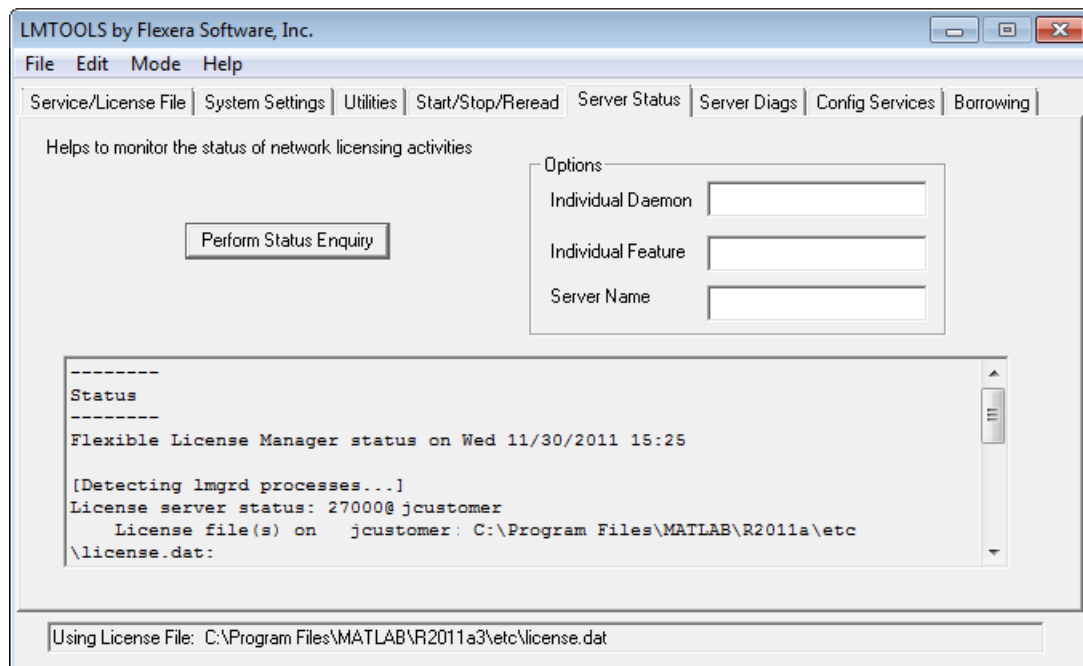 LMTOOLS by Flexera Software, Inc.
File Edit Mode Help
Service/License File System Settings Utilities Start/Stop/Reread Server Status Server Diags Config Services Borrowing
Helps to monitor the status of network licensing activities
Options
Individual Daemon
Perform Status Enquiry
Individual Feature
Server Name
--------
Status
--------
Flexible License Manager status on Wed 11/30/2011 15:25
[Detecting lmgrd processes...]
License server status: 27000@ jcustomer
License file(s) on jcustomer: C:\Program Files\MATLAB\R2011a\etc
\license.dat:
Using License File: C:\Program Files\MATLAB\R2011a3\etc\license.dat